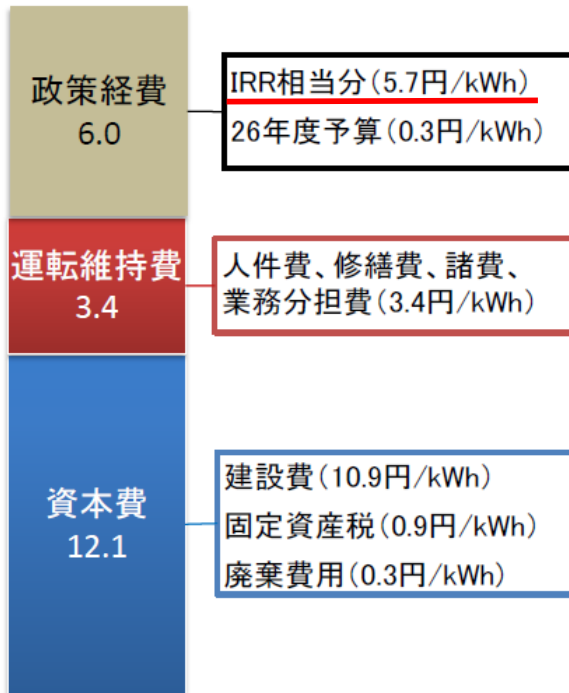 政策経費
6.0
IRR相当分(5.7円/kWh)
26年度予算(0.3円/kWh)
運転維持費
3.4
人件費、修繕費、諸費、
業務分担費(3.4円/kWh)
資本費
12.1
建設費(10.9円/kWh)
固定資産税(0.9円/kWh)
廃棄費用(0.3円/kWh)